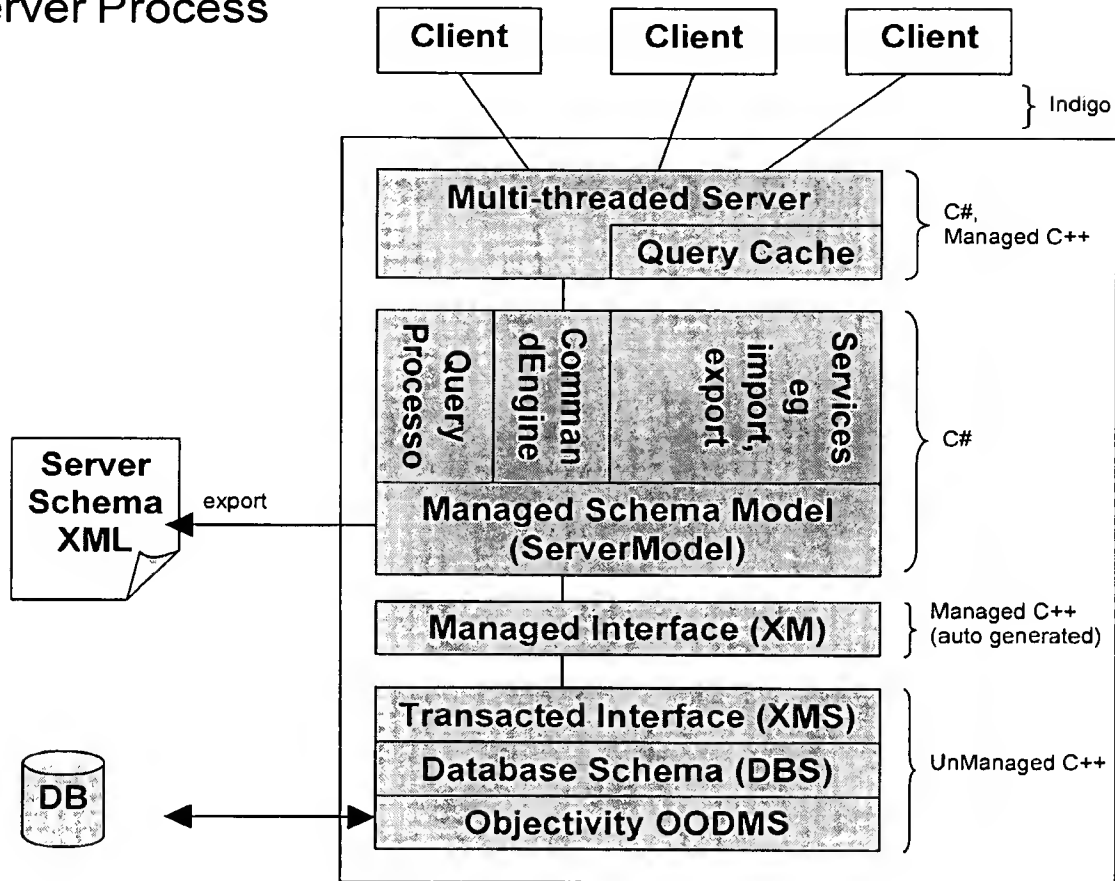 erver Process
Client
Client
Client
Indigo
Multi-threaded Server
Query Cache
C#,
Managed C++
Query
Processo
Comman
dEngine
Services
eg
import,
export
C#
Server
Schema
XML
export
Managed Schema Model
(ServerModel)
Managed Interface (XM)
Managed C++
(auto generated)
Transacted Interface (XMS)
Database Schema (DBS)
Objectivity OODMS
UnManaged C++
DB